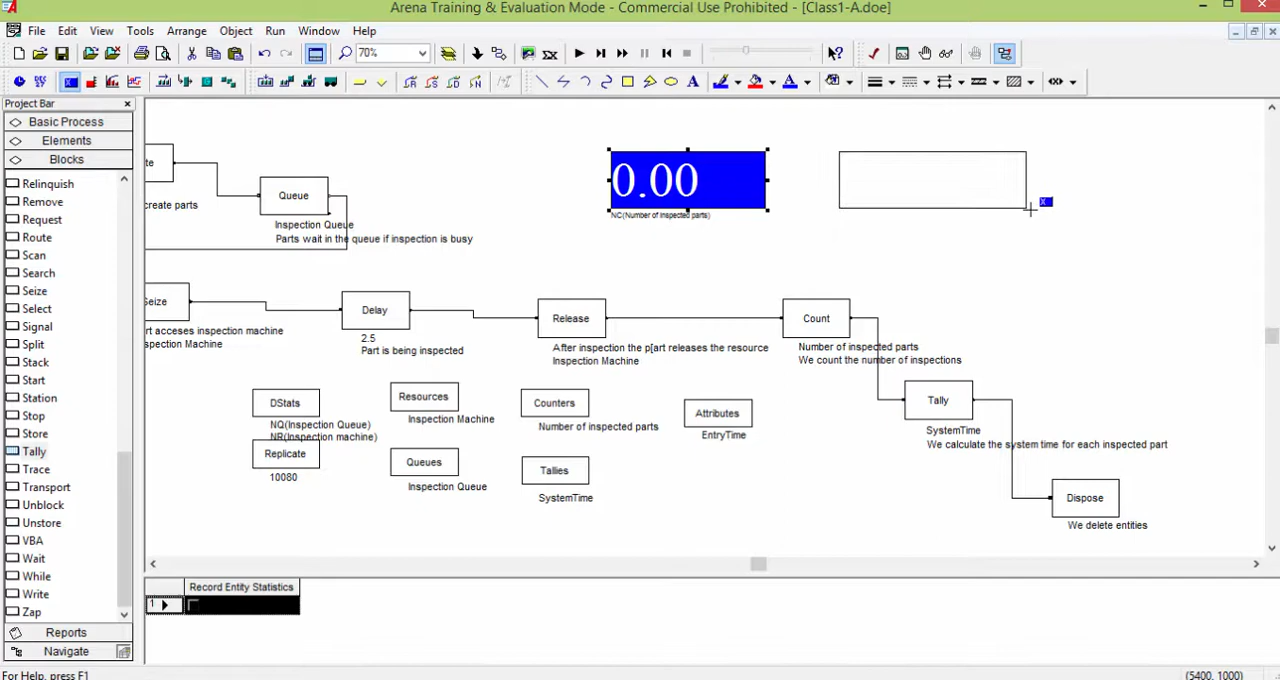 Arena Training & Evaluation Mode - Commercial Use Prohibited - [Class1-A.doe]
File Edit View Tools Arrange Object Run Window Help
70%
Project Bar
Basic Process
Elements
Blocks
Relinquish
Remove
Request
Route
Scan
Search
Seize
Select
Signal
Split
Stack
Start
Station
Stop
Store
Tally
Trace
Transport
Unblock
Unstore
VBA
Wait
While
Write
Zap
Reports
Navigate
te
create parts
Queue
Inspection Queue
Parts wait in the queue if inspection is busy
0.00
NC(Number of inspected parts)
X
Seize
rt acceses inspection machine
spection Machine
Delay
2.5
Part is being inspected
Release
After inspection the p[art releases the resource
Inspection Machine
Count
Number of inspected parts
We count the number of inspections
DStats
NQ(Inspection Queue)
NR(Inspection machine)
Resources
Inspection Machine
Counters
Number of inspected parts
Attributes
EntryTime
Tally
SystemTime
We calculate the system time for each inspected part
Replicate
10080
Queues
Inspection Queue
Tallies
SystemTime
Dispose
We delete entities
Record Entity Statistics
1
For Help, press F1
(5400, 1000)